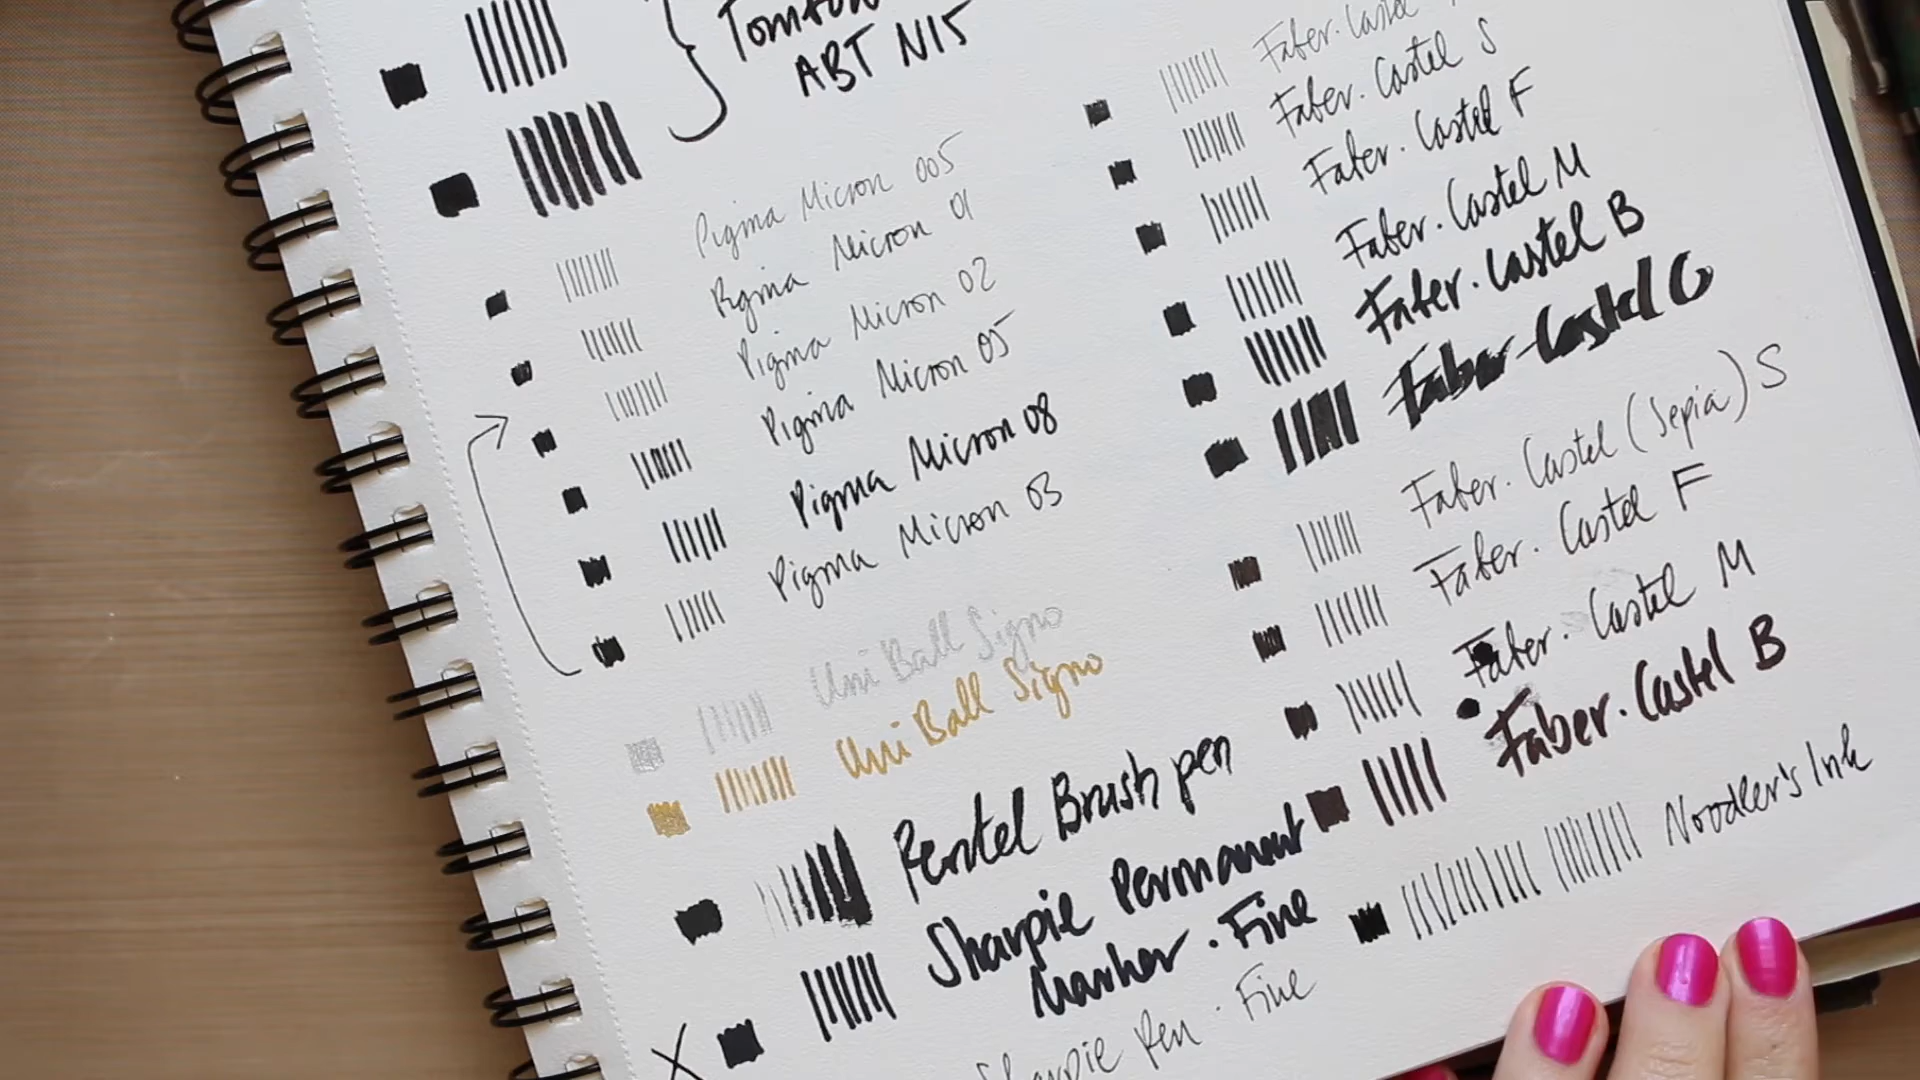 ABT N15
Pigma Micron 005
Pigma Micron 01
Pigma Micron 02
Pigma Micron 05
Pigma Micron 08
Pigma Micron 03
Uni Ball Signo
Uni Ball Signo
Pentel Brush pen
Sharpie Permanent
Marker . Fine
Sharpie Pen . Fine
Faber. Castel
Faber. Castel S
Faber. Castel F
Faber. Castel M
Faber. Castel B
Faber-Castel C
Faber. Castel (Sepia) S
Faber. Castel F
Faber. Castel M
Faber. Castel B
Noodler's Ink